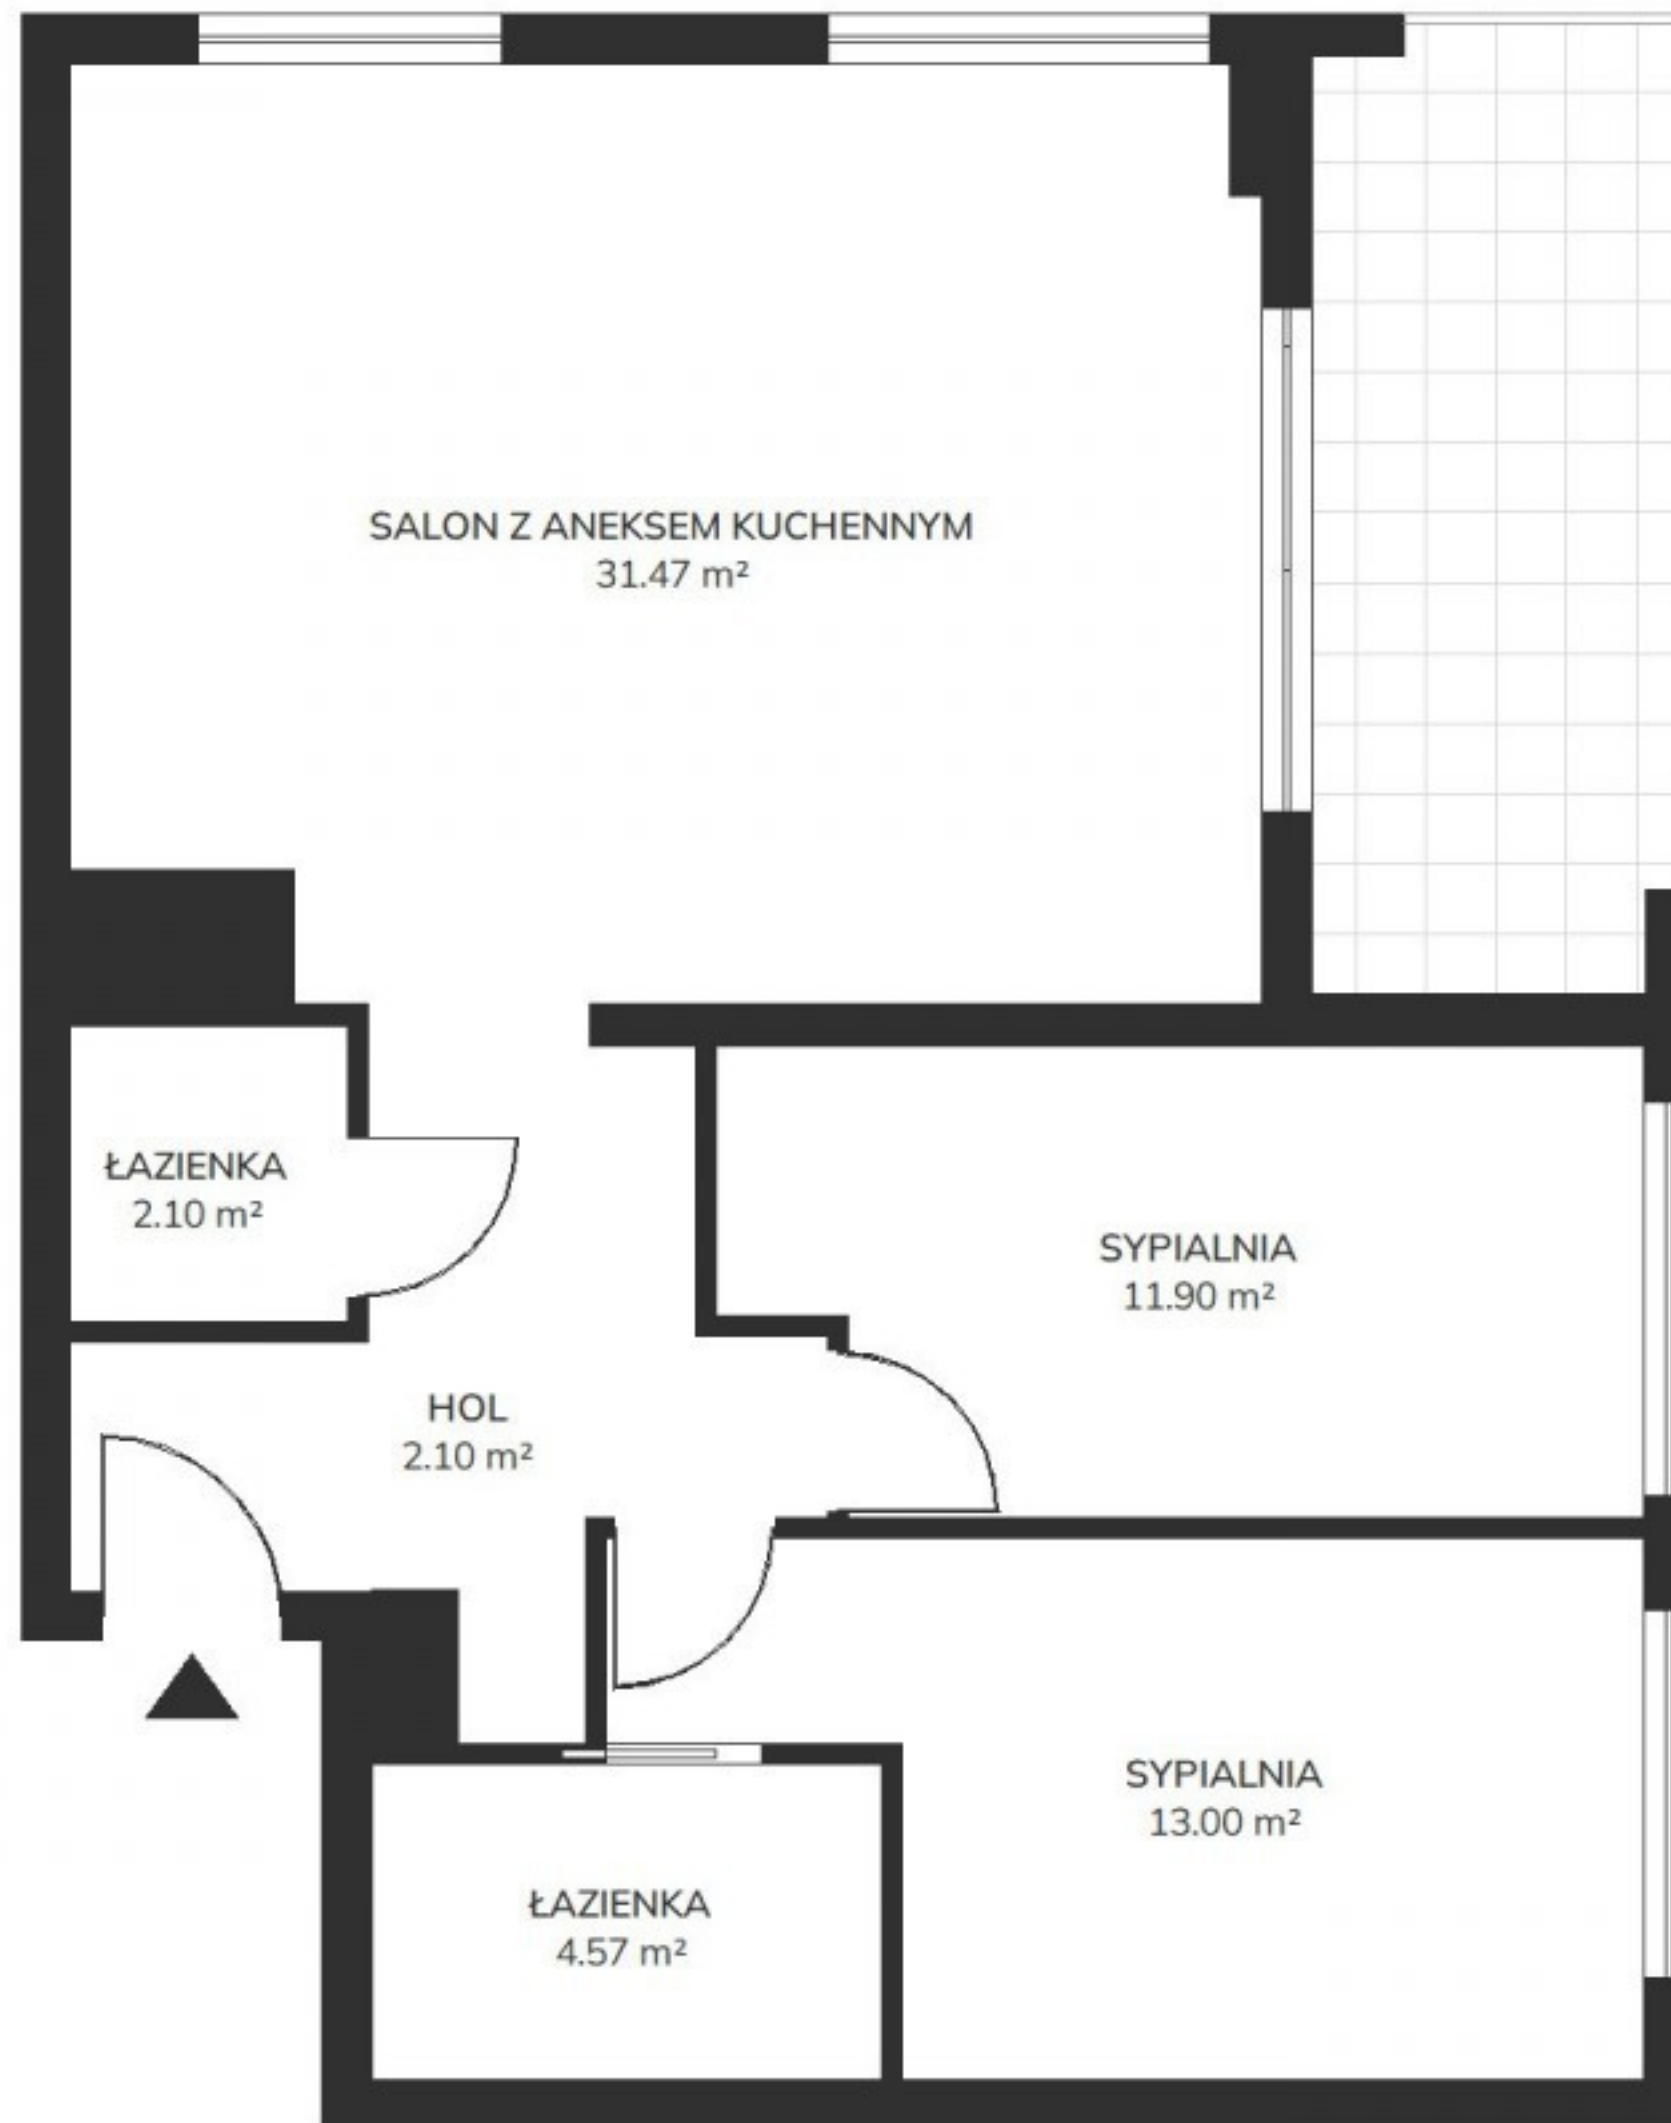 SALON Z ANEKSEM KUCHENNYM
31.47 m²
ŁAZIENKA
2.10 m²
SYPIALNIA
11.90 m²
HOL
2.10 m²
SYPIALNIA
13.00 m²
ŁAZIENKA
4.57 m²